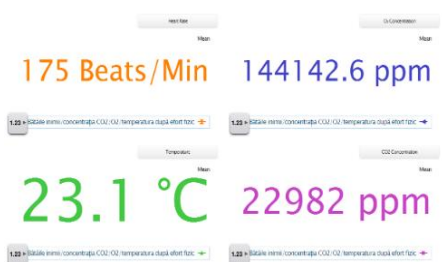 Heart Rate
Mean
175 Beats/Min
1.23 Bătăile inimii/concentrația CO2/O2/temperatura după efort fizic
O2 Concentration
Mean
144142.6 ppm
1.23 Bătăile inimii/concentrația CO2/O2/temperatura după efort fizic
Temperature
Mean
23.1 °C
1.23 Bătăile inimii/concentrația CO2/O2/temperatura după efort fizic
CO2 Concentration
Mean
22982 ppm
1.23 Bătăile inimii/concentrația CO2/O2/temperatura după efort fizic